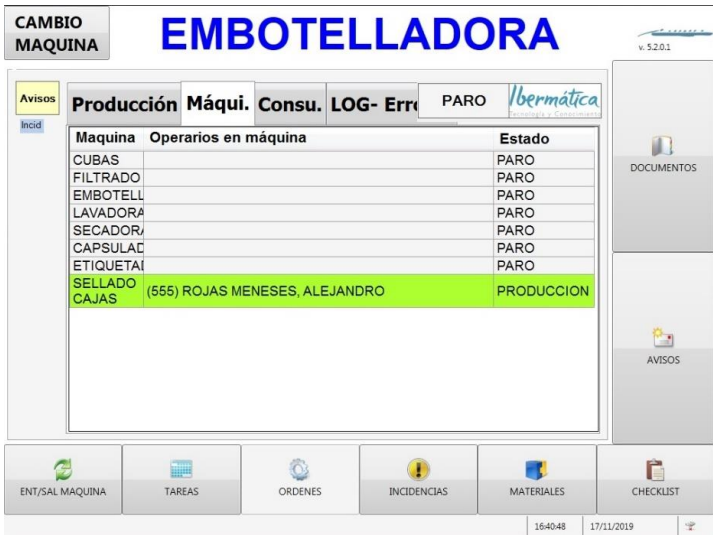 CAMBIO
MAQUINA
EMBOTELLADORA
v. 5.2.0.1
Avisos
Incid
Producción Máqui. Consu. LOG- Erro PARO Ibermática
Tecnología y Conocimiento
Maquina Operarios en máquina Estado
CUBAS PARO
FILTRADO PARO
EMBOTELL PARO
LAVADORA PARO
SECADORA PARO
CAPSULAD PARO
ETIQUETAD PARO
SELLADO
CAJAS (555) ROJAS MENESES, ALEJANDRO PRODUCCION
DOCUMENTOS
AVISOS
ENT/SAL MAQUINA TAREAS ORDENES INCIDENCIAS MATERIALES CHECKLIST
16:40:48 17/11/2019